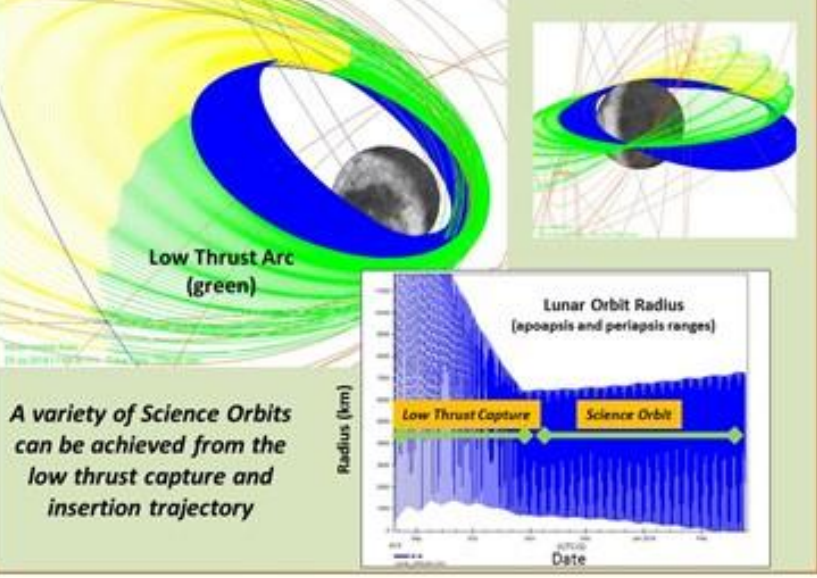 Low Thrust Arc
(green)
Lunar Orbit Radius
(apoapsis and periapsis ranges)
Radius (km)
Low Thrust Capture
Science Orbit
Date
A variety of Science Orbits
can be achieved from the
low thrust capture and
insertion trajectory